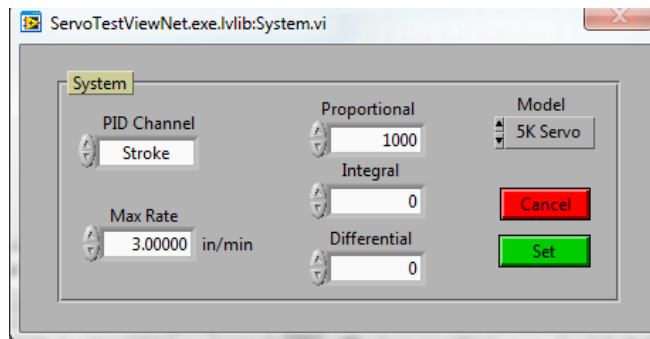 ServoTestViewNet.exe.lvlib:System.vi
System
PID Channel
Stroke
Max Rate
3.00000 in/min
Proportional
1000
Integral
0
Differential
0
Model
5K Servo
Cancel
Set